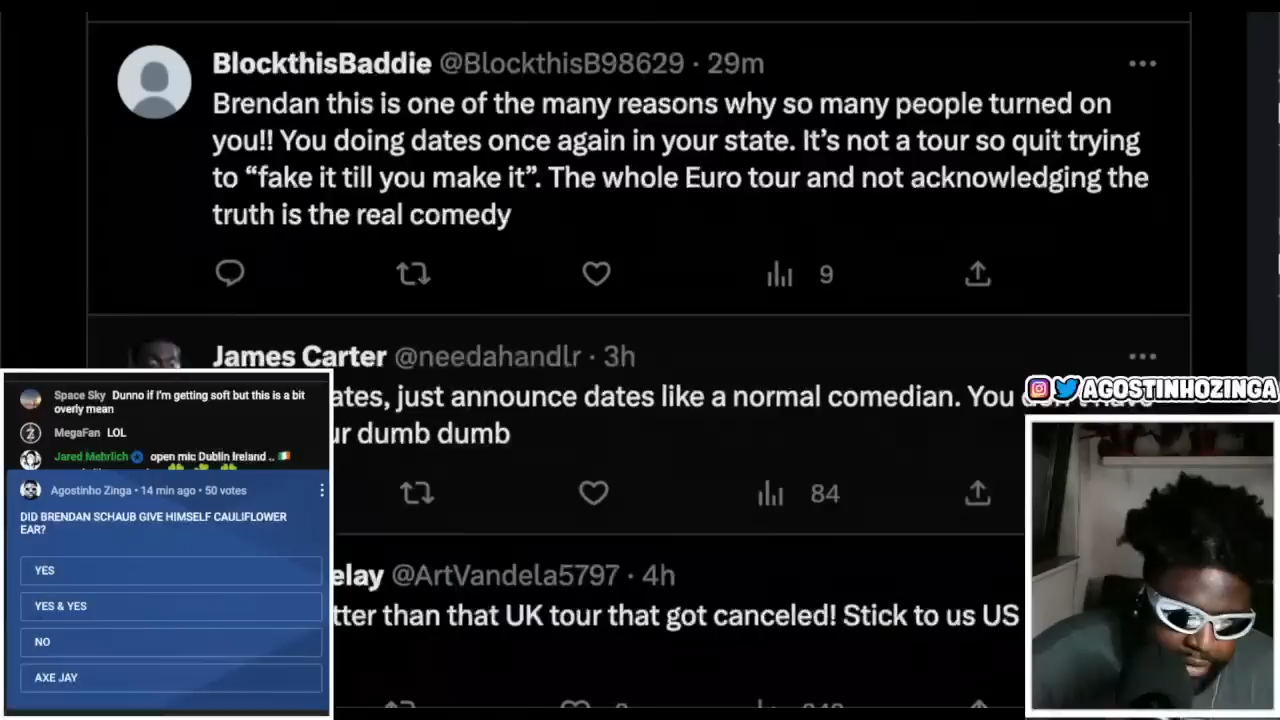 BlockthisBaddie @BlockthisB98629 · 29m
Brendan this is one of the many reasons why so many people turned on
you!! You doing dates once again in your state. It’s not a tour so quit trying
to “fake it till you make it”. The whole Euro tour and not acknowledging the
truth is the real comedy
9
James Carter @needahandlr · 3h
ates, just announce dates like a normal comedian. You
ur dumb dumb
84
elay @ArtVandela5797 · 4h
tter than that UK tour that got canceled! Stick to us US
Space Sky Dunno if I'm getting soft but this is a bit
overly mean
MegaFan LOL
Jared Mehrlich open mic Dublin Ireland ..
Agostinho Zinga • 14 min ago • 50 votes
DID BRENDAN SCHAUB GIVE HIMSELF CAULIFLOWER
EAR?
YES
YES & YES
NO
AXE JAY
AGOSTINHOZINGA